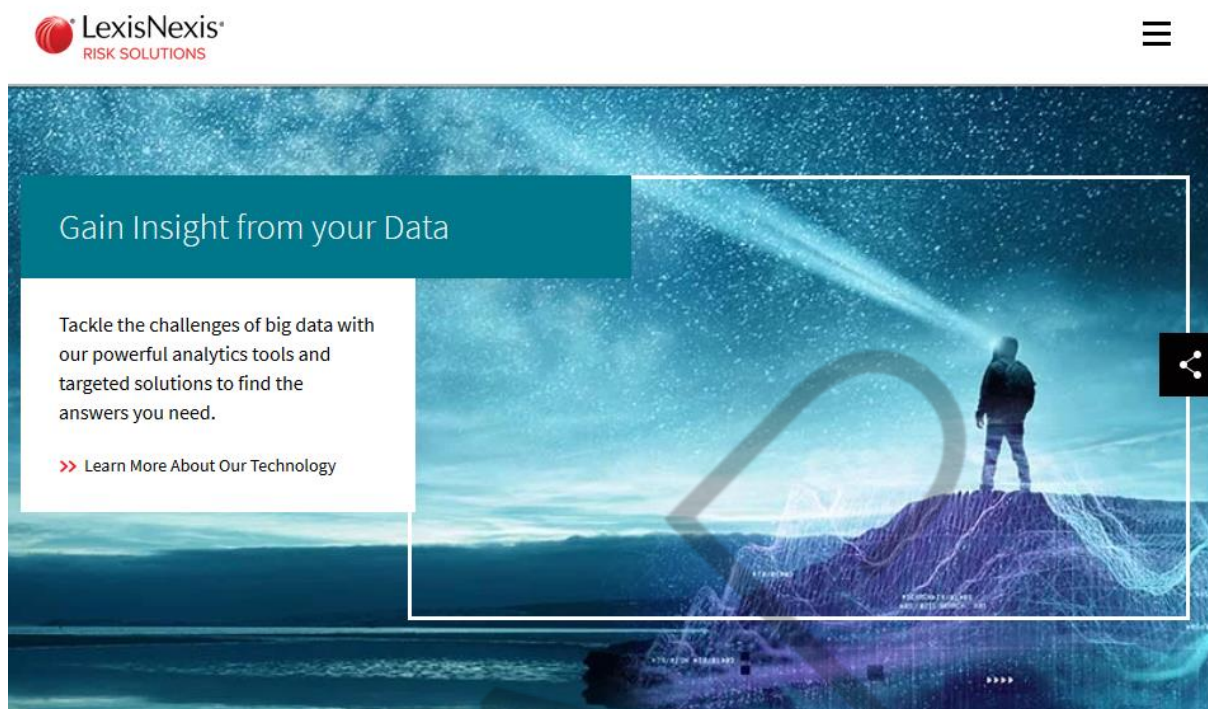 LexisNexis®
RISK SOLUTIONS
Gain Insight from your Data
Tackle the challenges of big data with
our powerful analytics tools and
targeted solutions to find the
answers you need.
>> Learn More About Our Technology